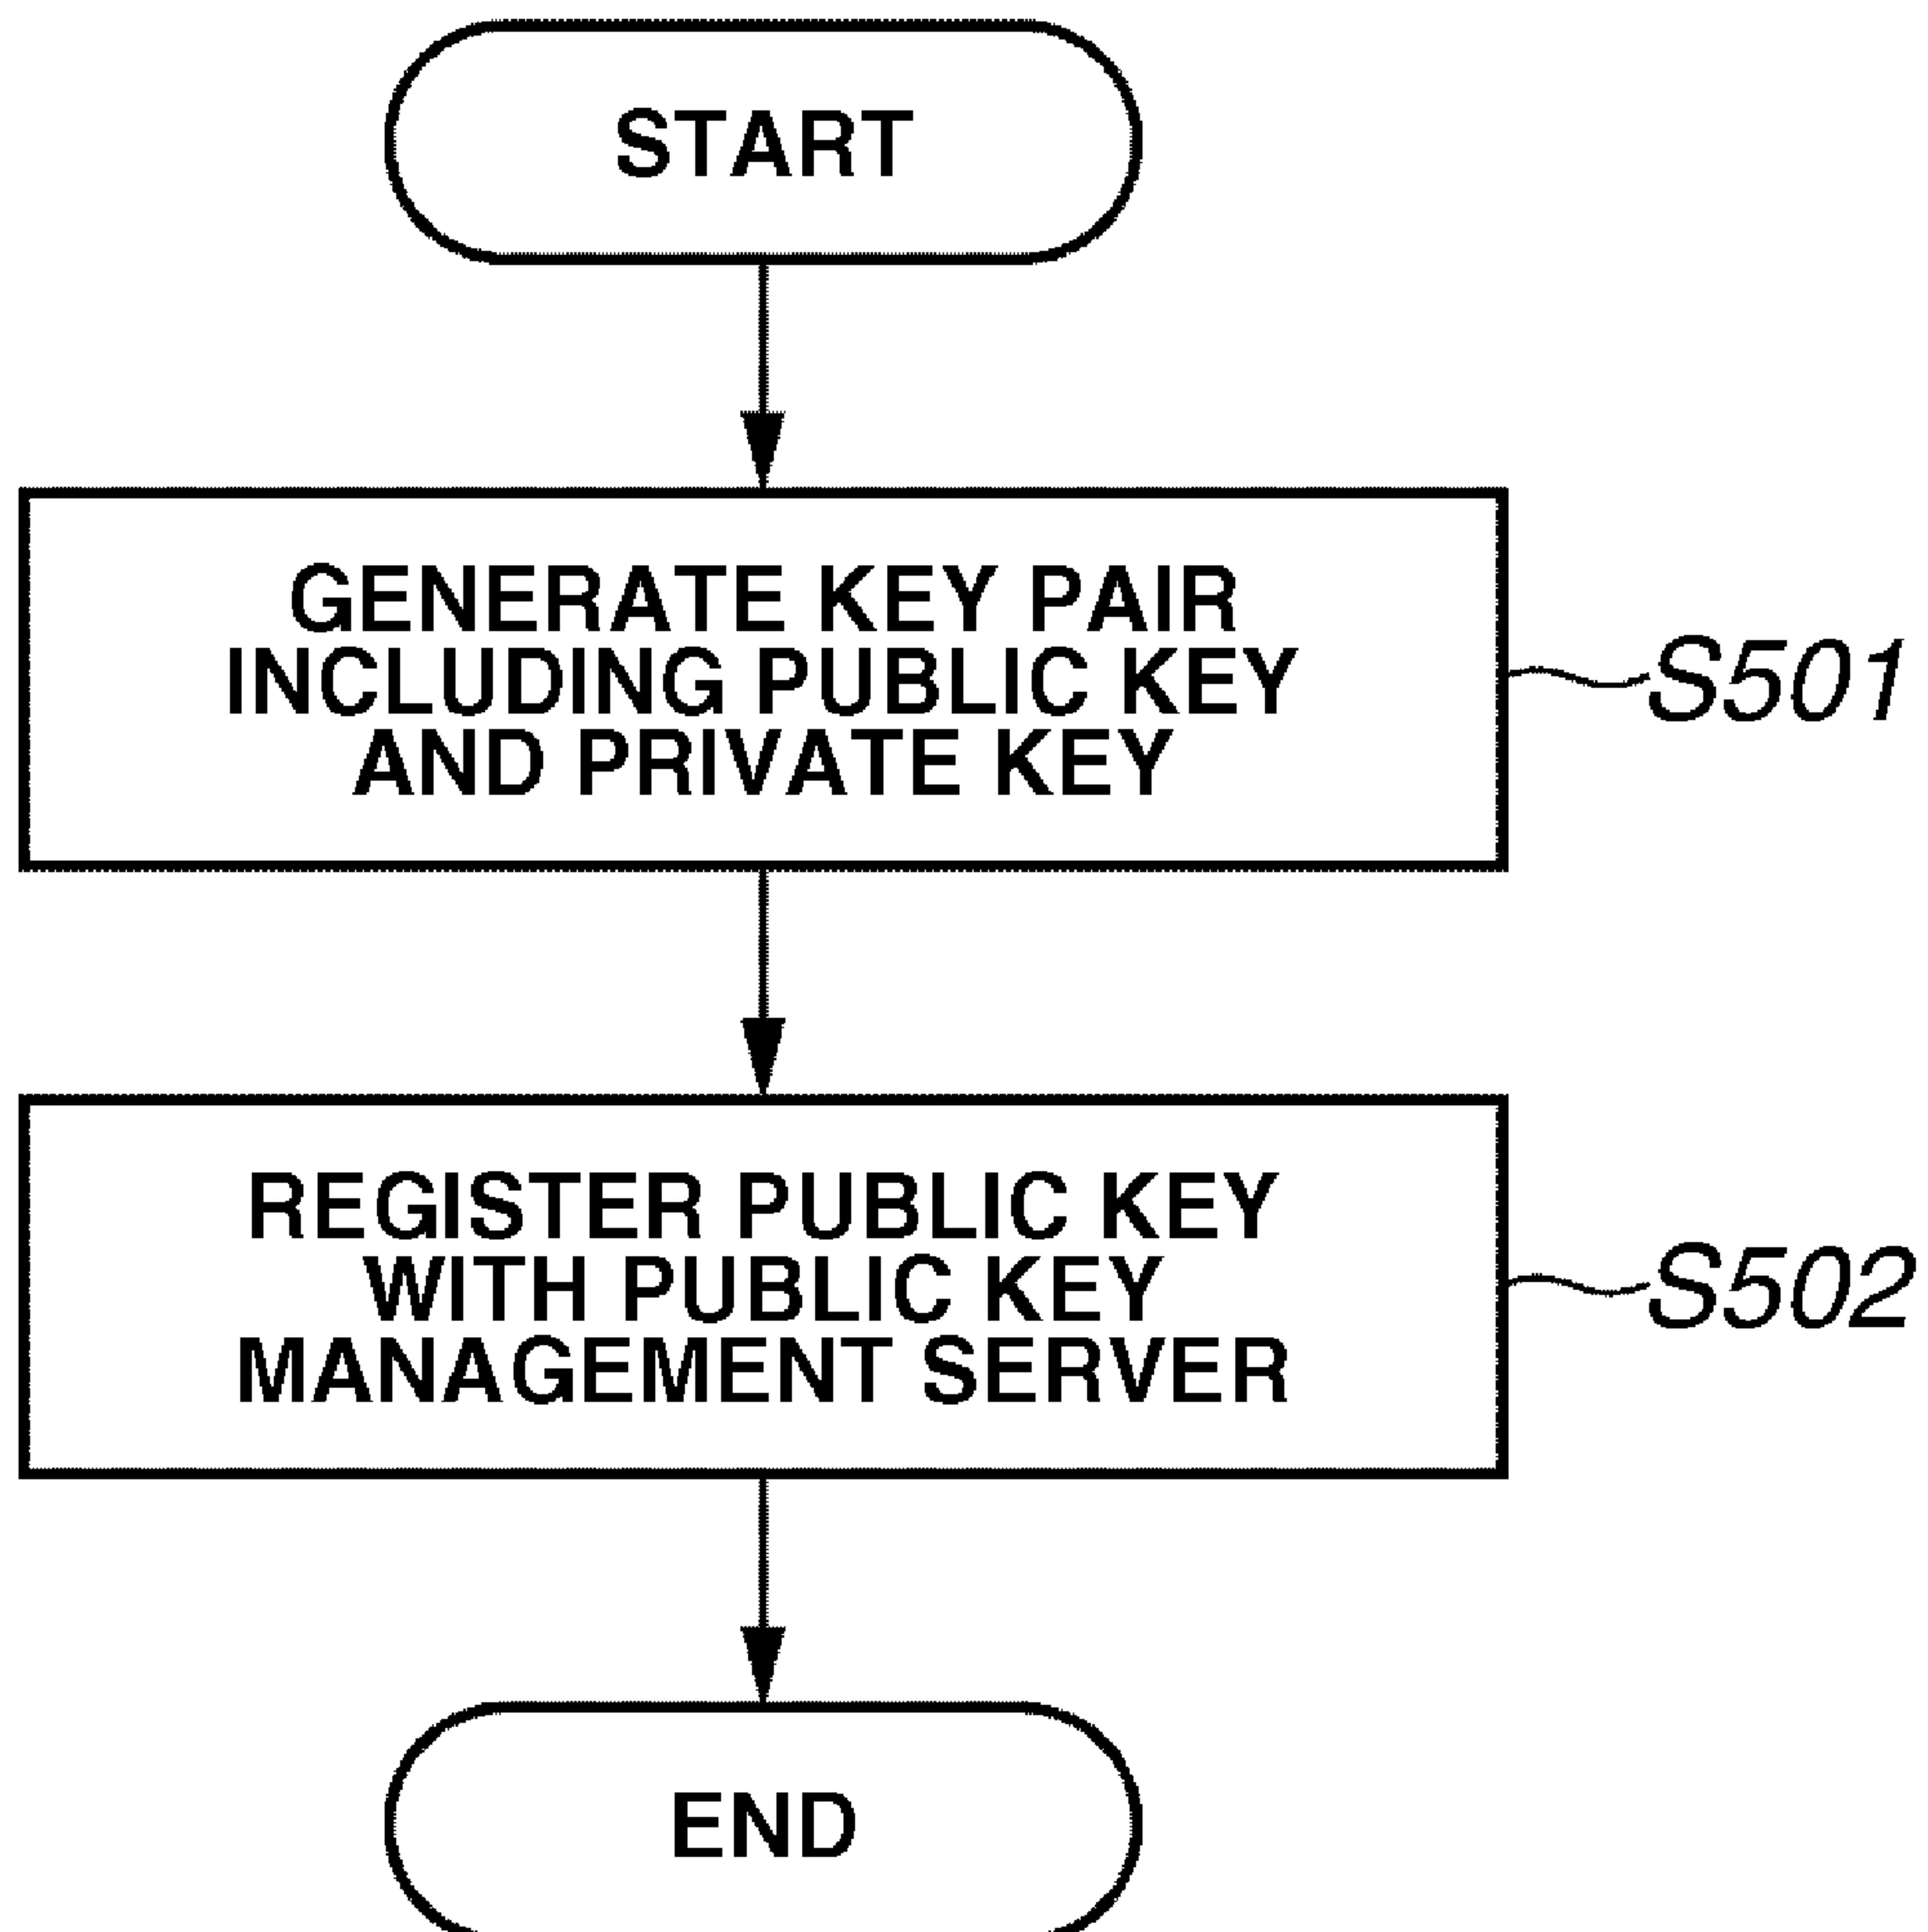 START
GENERATE KEY PAIR
INCLUDING PUBLIC KEY
AND PRIVATE KEY
S501
REGISTER PUBLIC KEY
WITH PUBLIC KEY
MANAGEMENT SERVER
S502
END